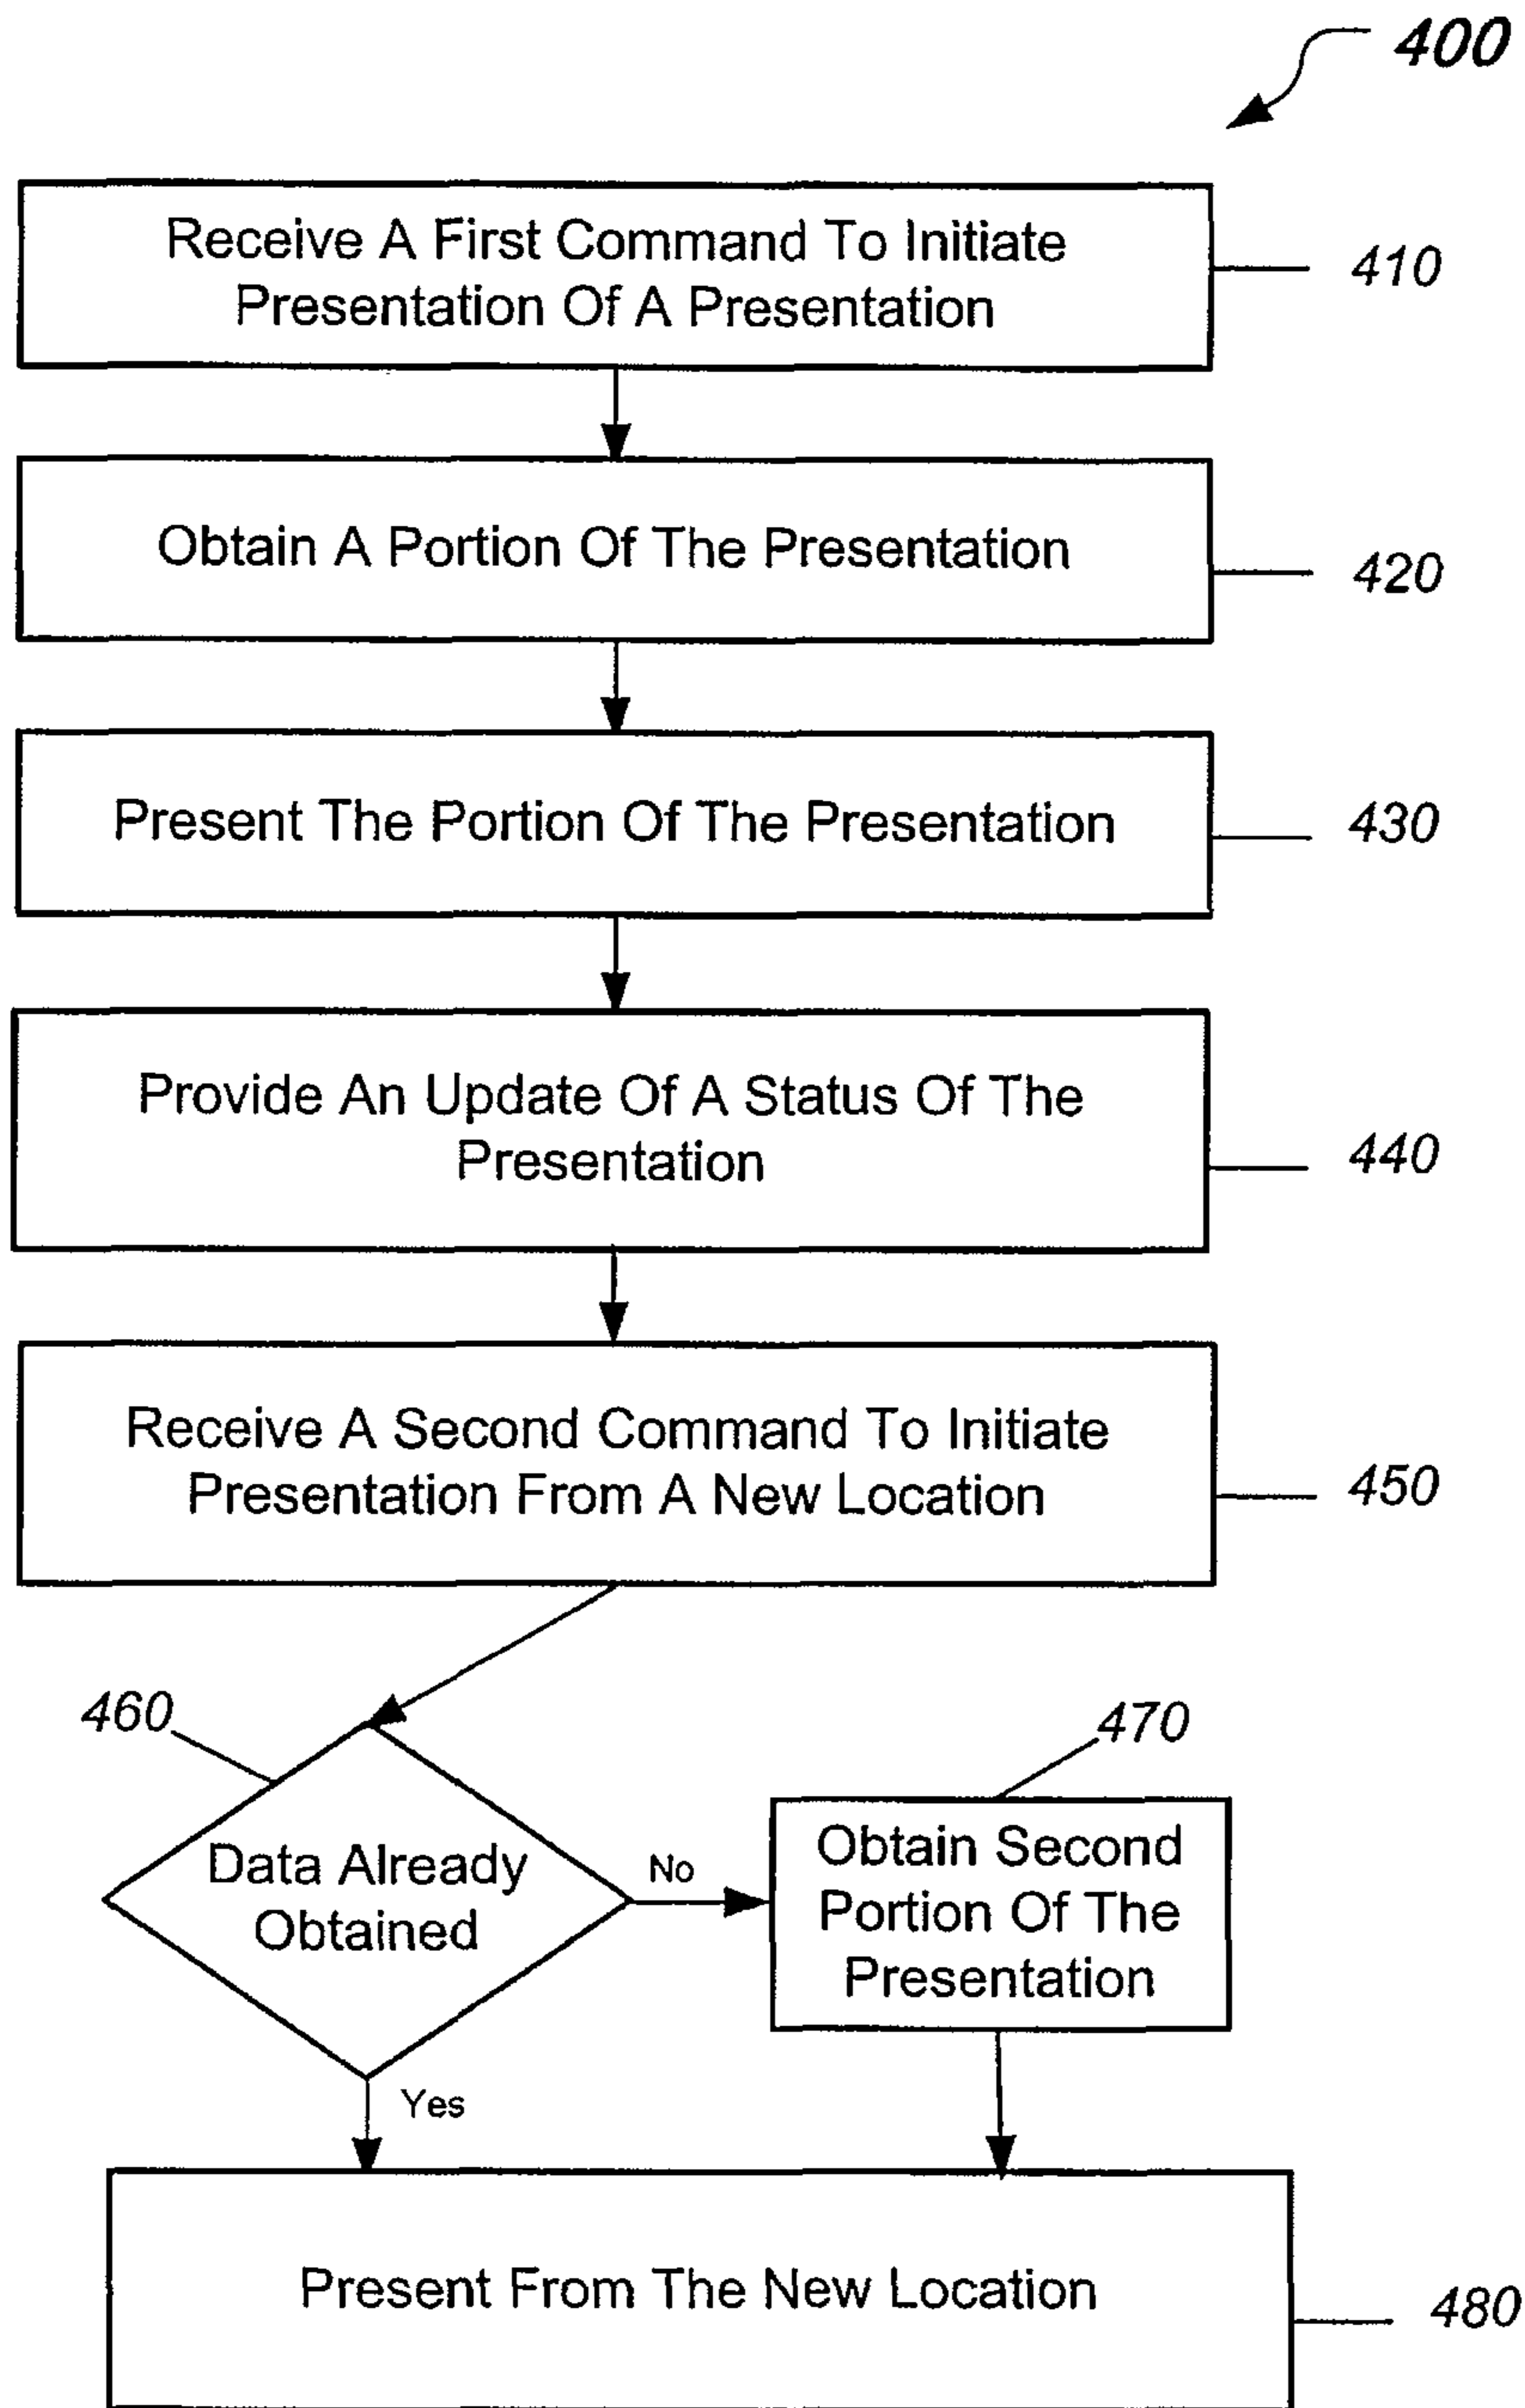 400
Receive A First Command To Initiate
Presentation Of A Presentation
410
Obtain A Portion Of The Presentation
420
Present The Portion Of The Presentation
430
Provide An Update Of A Status Of The
Presentation
440
Receive A Second Command To Initiate
Presentation From A New Location
450
460
Data Already
Obtained
No
Yes
470
Obtain Second
Portion Of The
Presentation
Present From The New Location
480